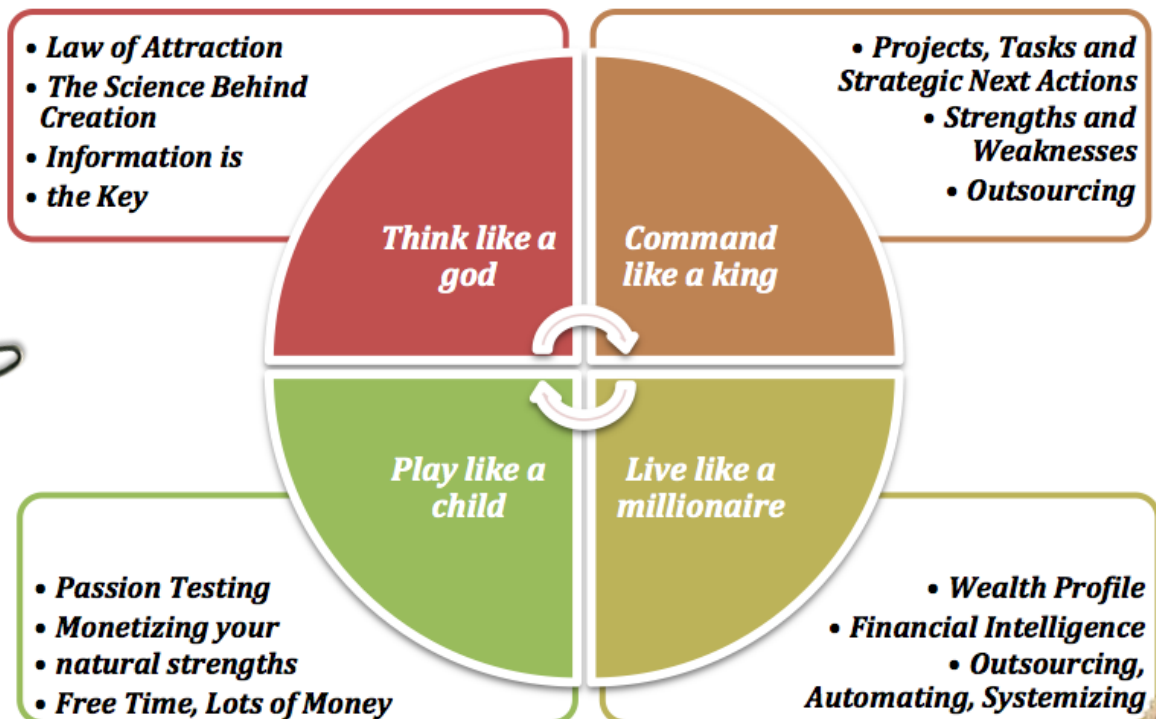 • Law of Attraction
• The Science Behind
Creation
• Information is
• the Key
• Projects, Tasks and
Strategic Next Actions
• Strengths and
Weaknesses
• Outsourcing
Think like a
god
Command
like a king
Play like a
child
Live like a
millionaire
• Passion Testing
• Monetizing your
• natural strengths
• Free Time, Lots of Money
• Wealth Profile
• Financial Intelligence
• Outsourcing,
Automating, Systemizing